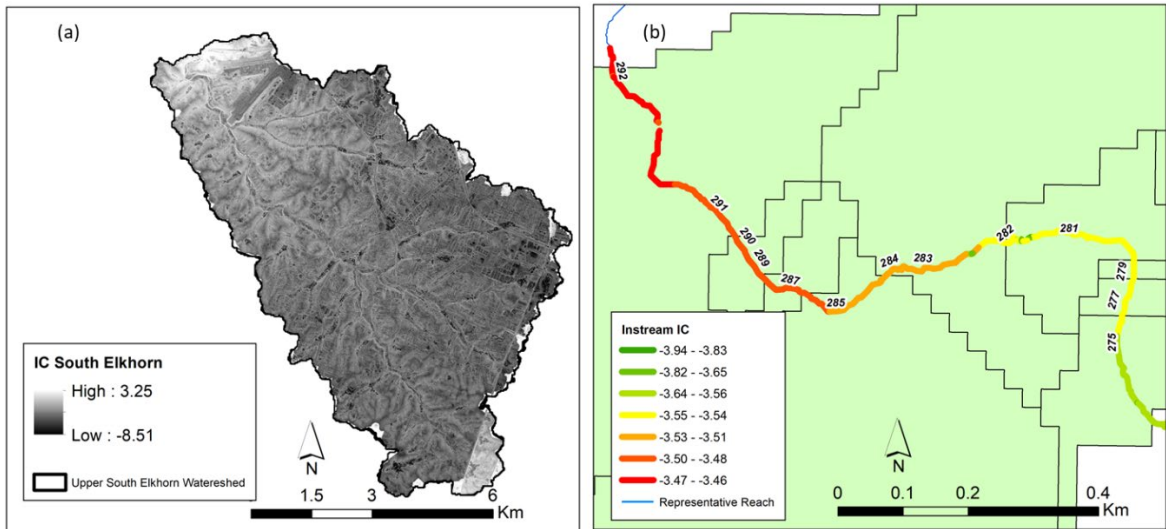 (a)
IC South Elkhorn
High : 3.25
Low : -8.51
Upper South Elkhorn Watershed
N
1.5 3 6
Km
(b)
292
291
290
289
287
285
284
283
282
281
279
277
275
Instream IC
-3.94 - -3.83
-3.82 - -3.65
-3.64 - -3.56
-3.55 - -3.54
-3.53 - -3.51
-3.50 - -3.48
-3.47 - -3.46
Representative Reach
N
0 0.1 0.2 0.4
Km